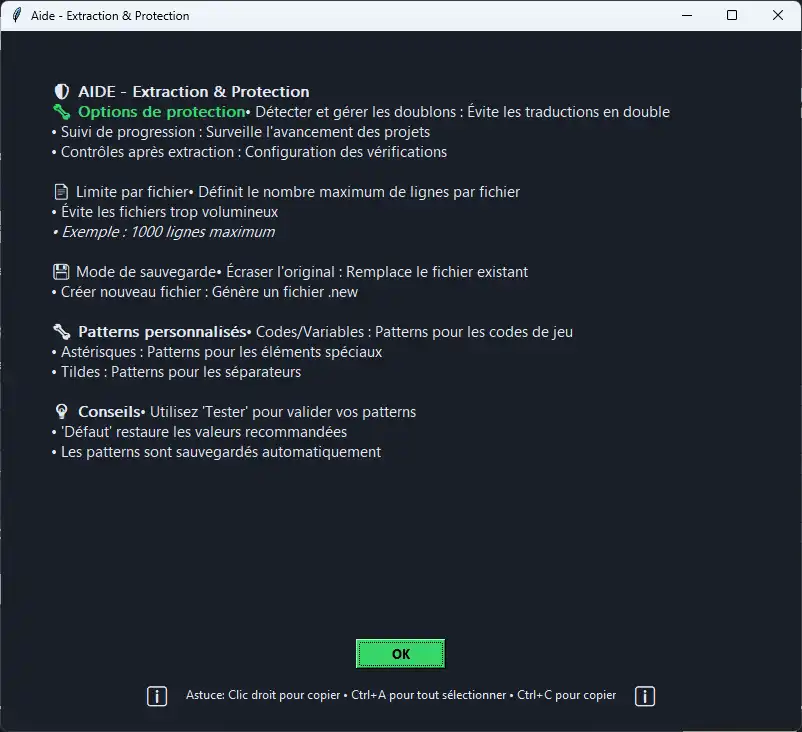 Aide - Extraction & Protection
AIDE - Extraction & Protection
Options de protection• Détecter et gérer les doublons : Évite les traductions en double
• Suivi de progression : Surveille l'avancement des projets
• Contrôles après extraction : Configuration des vérifications
Limite par fichier• Définit le nombre maximum de lignes par fichier
• Évite les fichiers trop volumineux
• Exemple : 1000 lignes maximum
Mode de sauvegarde• Écraser l'original : Remplace le fichier existant
• Créer nouveau fichier : Génère un fichier .new
Patterns personnalisés• Codes/Variables : Patterns pour les codes de jeu
• Astérisques : Patterns pour les éléments spéciaux
• Tildes : Patterns pour les séparateurs
Conseils• Utilisez 'Tester' pour valider vos patterns
• 'Défaut' restaure les valeurs recommandées
• Les patterns sont sauvegardés automatiquement
OK
Astuce: Clic droit pour copier • Ctrl+A pour tout sélectionner • Ctrl+C pour copier